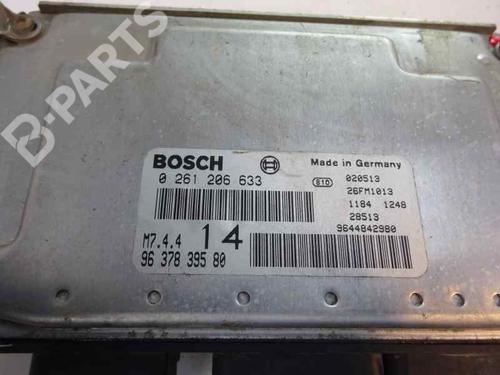 B-PARTS
BOSCH
0 261 206 633
Made in Germany
e10 020513
26FM1013
1184 1248
28513
M7.4.4 14 9644842980
96 378 395 80